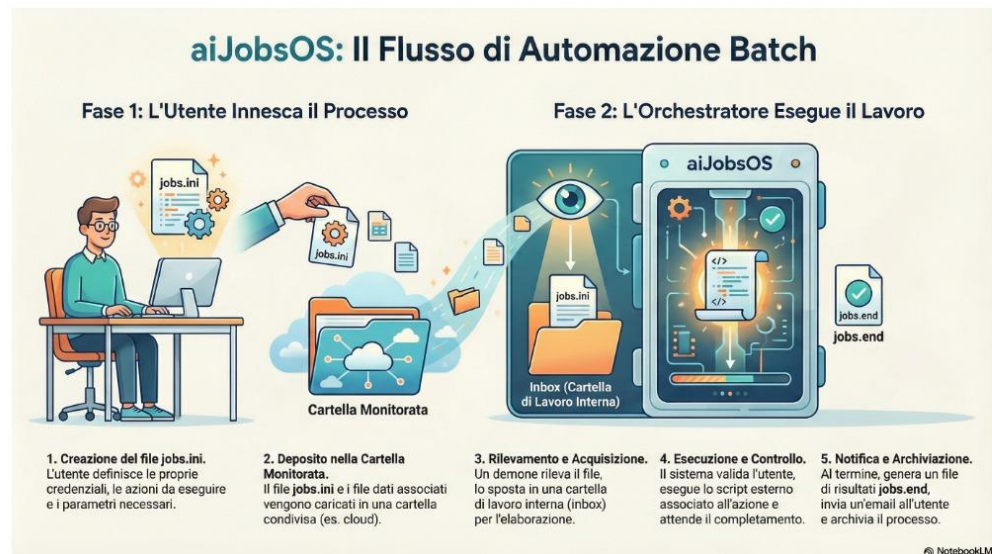 aiJobsOS: Il Flusso di Automazione Batch
Fase 1: L'Utente Innesca il Processo
jobs.ini
jobs.ini
Cartella Monitorata
1. Creazione del file jobs.ini.
L'utente definisce le proprie
credenziali, le azioni da eseguire
e i parametri necessari.
2. Deposito nella Cartella
Monitorata.
Il file jobs.ini e i file dati associati
vengono caricati in una cartella
condivisa (es. cloud).
Fase 2: L'Orchestratore Esegue il Lavoro
aiJobsOS
jobs.ini
Inbox (Cartella
di Lavoro Interna)
</>
</>
jobs.end
jobs.end
3. Rilevamento e Acquisizione.
Un demone rileva il file,
lo sposta in una cartella
di lavoro interna (inbox)
per l'elaborazione.
4. Esecuzione e Controllo.
Il sistema valida l'utente,
esegue lo script esterno
associato all'azione e
attende il completamento.
5. Notifica e Archiviazione.
Al termine, genera un file
di risultati jobs.end,
invia un'email all'utente
e archivia il processo.
NotebookLM